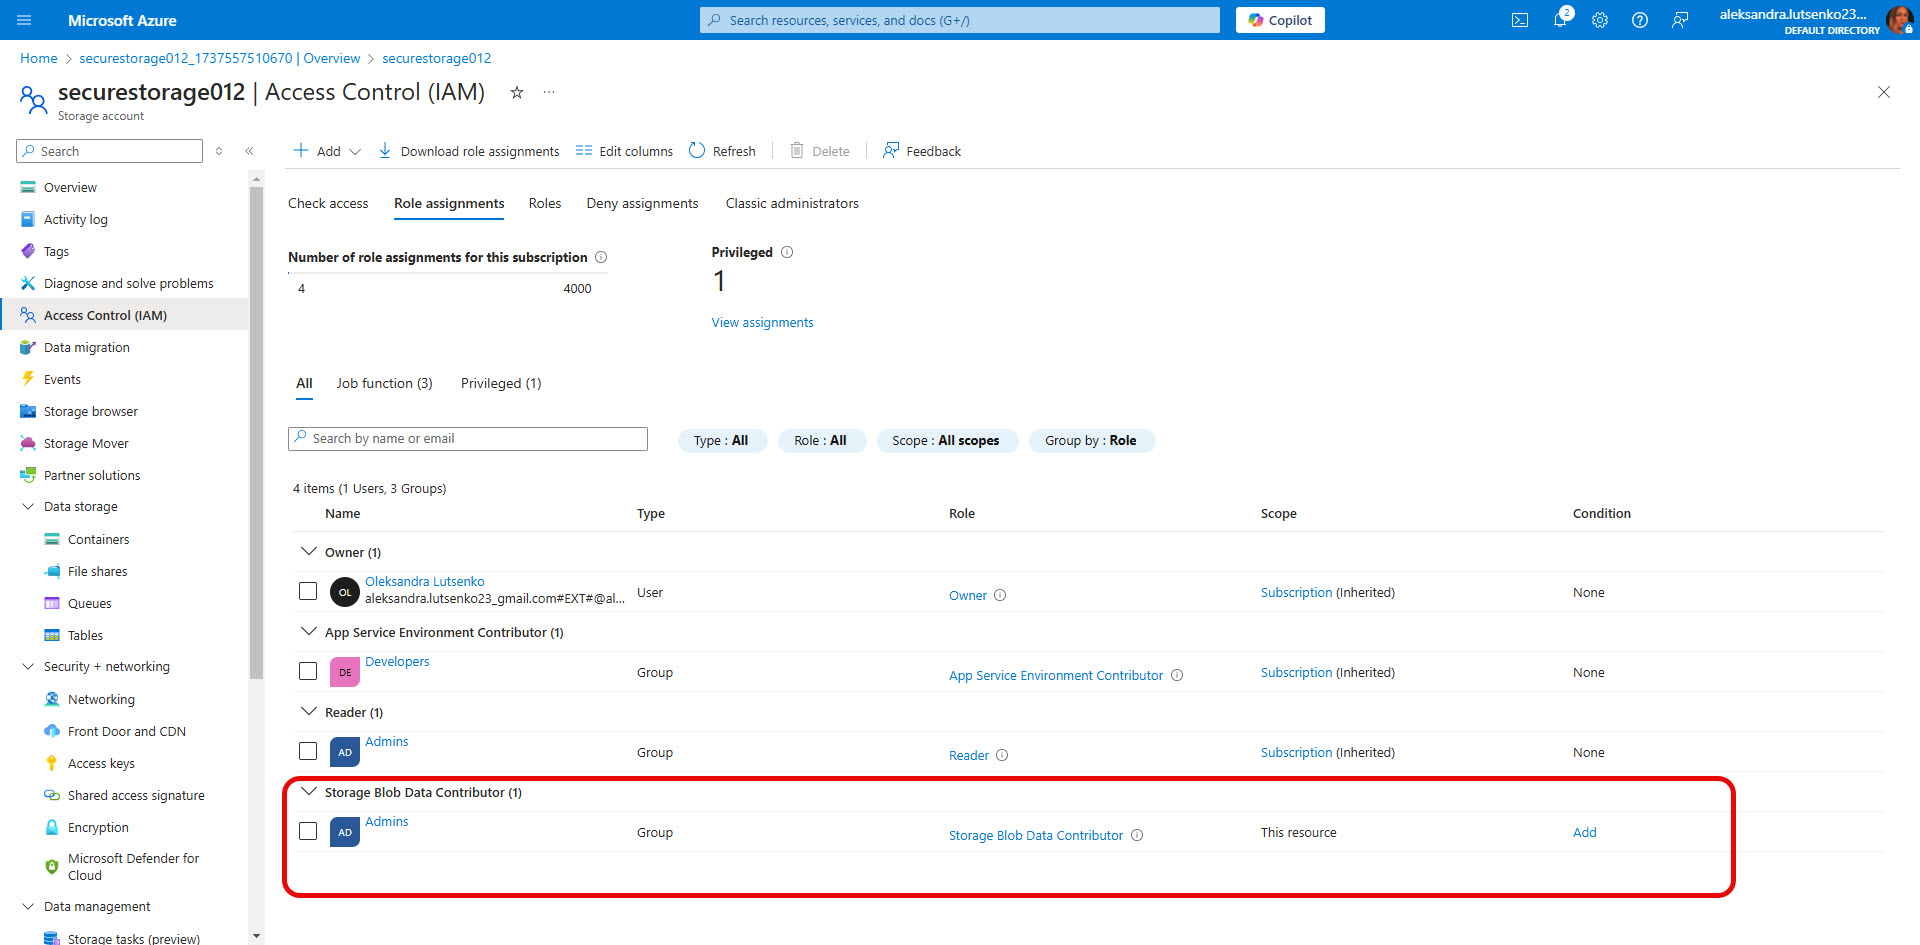 Microsoft Azure
Search resources, services, and docs (G+/)
Copilot
2
aleksandra.lutsenko23...
DEFAULT DIRECTORY
Home > securestorage012_1737557510670 | Overview > securestorage012
securestorage012 | Access Control (IAM)
Storage account
Search
Overview
Activity log
Tags
Diagnose and solve problems
Access Control (IAM)
Data migration
Events
Storage browser
Storage Mover
Partner solutions
Data storage
Containers
File shares
Queues
Tables
Security + networking
Networking
Front Door and CDN
Access keys
Shared access signature
Encryption
Microsoft Defender for
Cloud
Data management
Storage tasks (preview)
Add
Download role assignments
Edit columns
Refresh
Delete
Feedback
Check access
Role assignments
Roles
Deny assignments
Classic administrators
Number of role assignments for this subscription
4 4000
Privileged
1
View assignments
All
Job function (3)
Privileged (1)
Search by name or email
Type : All
Role : All
Scope : All scopes
Group by : Role
4 items (1 Users, 3 Groups)
Name Type Role Scope Condition
Owner (1)
OL
Oleksandra Lutsenko
aleksandra.lutsenko23_gmail.com#EXT#@al...
User Owner Subscription (Inherited) None
App Service Environment Contributor (1)
DE
Developers
Group App Service Environment Contributor Subscription (Inherited) None
Reader (1)
AD
Admins
Group Reader Subscription (Inherited) None
Storage Blob Data Contributor (1)
AD
Admins
Group Storage Blob Data Contributor This resource Add